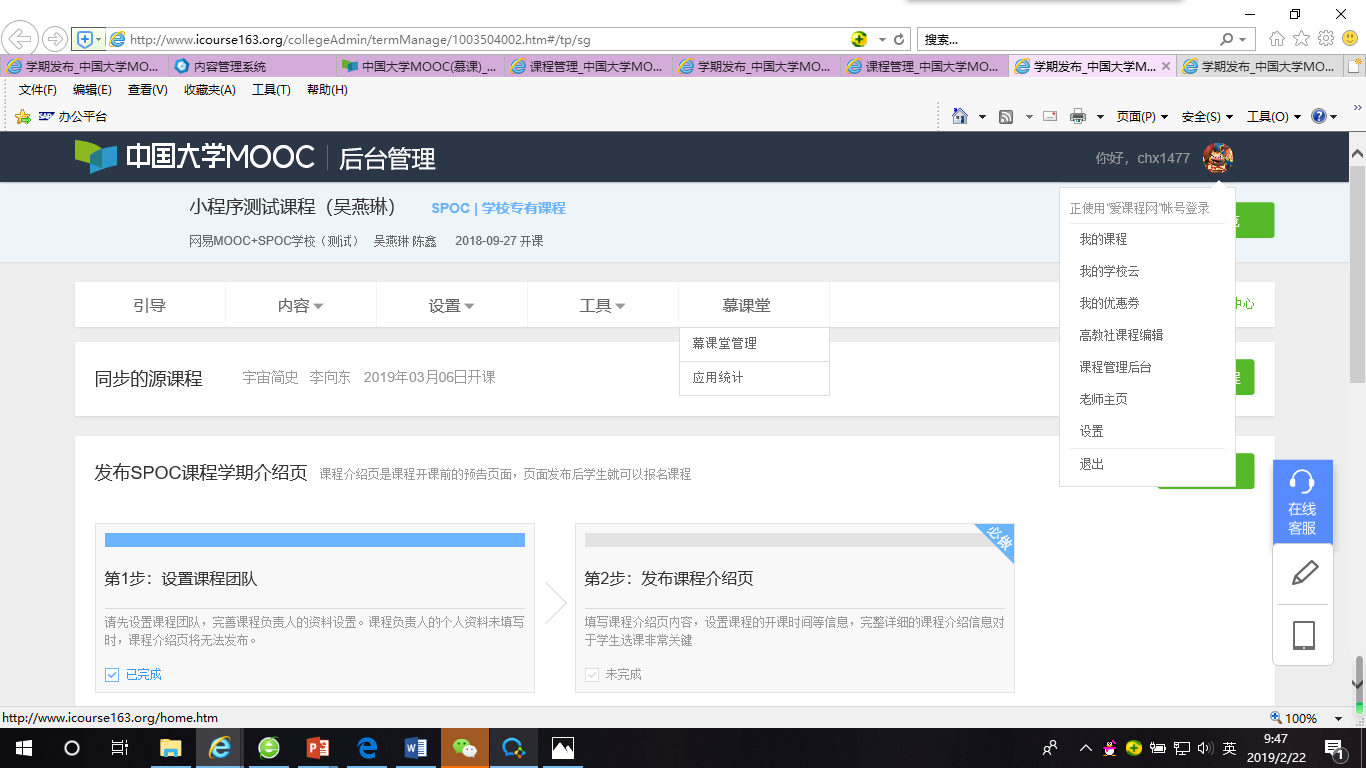 http://www.icourse163.org/collegeAdmin/termManage/1003504002.htm#/tp/sg
搜索...
学期发布_中国大学MO...
内容管理系统
中国大学MOOC(慕课)_...
课程管理_中国大学MO...
学期发布_中国大学MO...
课程管理_中国大学MO...
学期发布_中国大学M...
学期发布_中国大学MO...
文件(F) 编辑(E) 查看(V) 收藏夹(A) 工具(T) 帮助(H)
办公平台
页面(P) 安全(S) 工具(O)
中国大学MOOC 后台管理
你好，chx1477
小程序测试课程（吴燕琳） SPOC | 学校专有课程
网易MOOC+SPOC学校（测试） 吴燕琳 陈鑫 2018-09-27 开课
正使用"爱课程网"帐号登录
我的课程
我的学校云
我的优惠券
高教社课程编辑
课程管理后台
老师主页
设置
退出
引导 内容 设置 工具 慕课堂
中心
慕课堂管理
应用统计
同步的源课程 宇宙简史 李向东 2019年03月06日开课
程
发布SPOC课程学期介绍页 课程介绍页是课程开课前的预告页面，页面发布后学生就可以报名课程
第1步：设置课程团队
请先设置课程团队，完善课程负责人的资料设置。课程负责人的个人资料未填写
时，课程介绍页将无法发布。
已完成
必做
第2步：发布课程介绍页
填写课程介绍页内容，设置课程的开课时间等信息，完整详细的课程介绍信息对
于学生选课非常关键
未完成
在线
客服
http://www.icourse163.org/home.htm
100%
英
9:47
2019/2/22
1